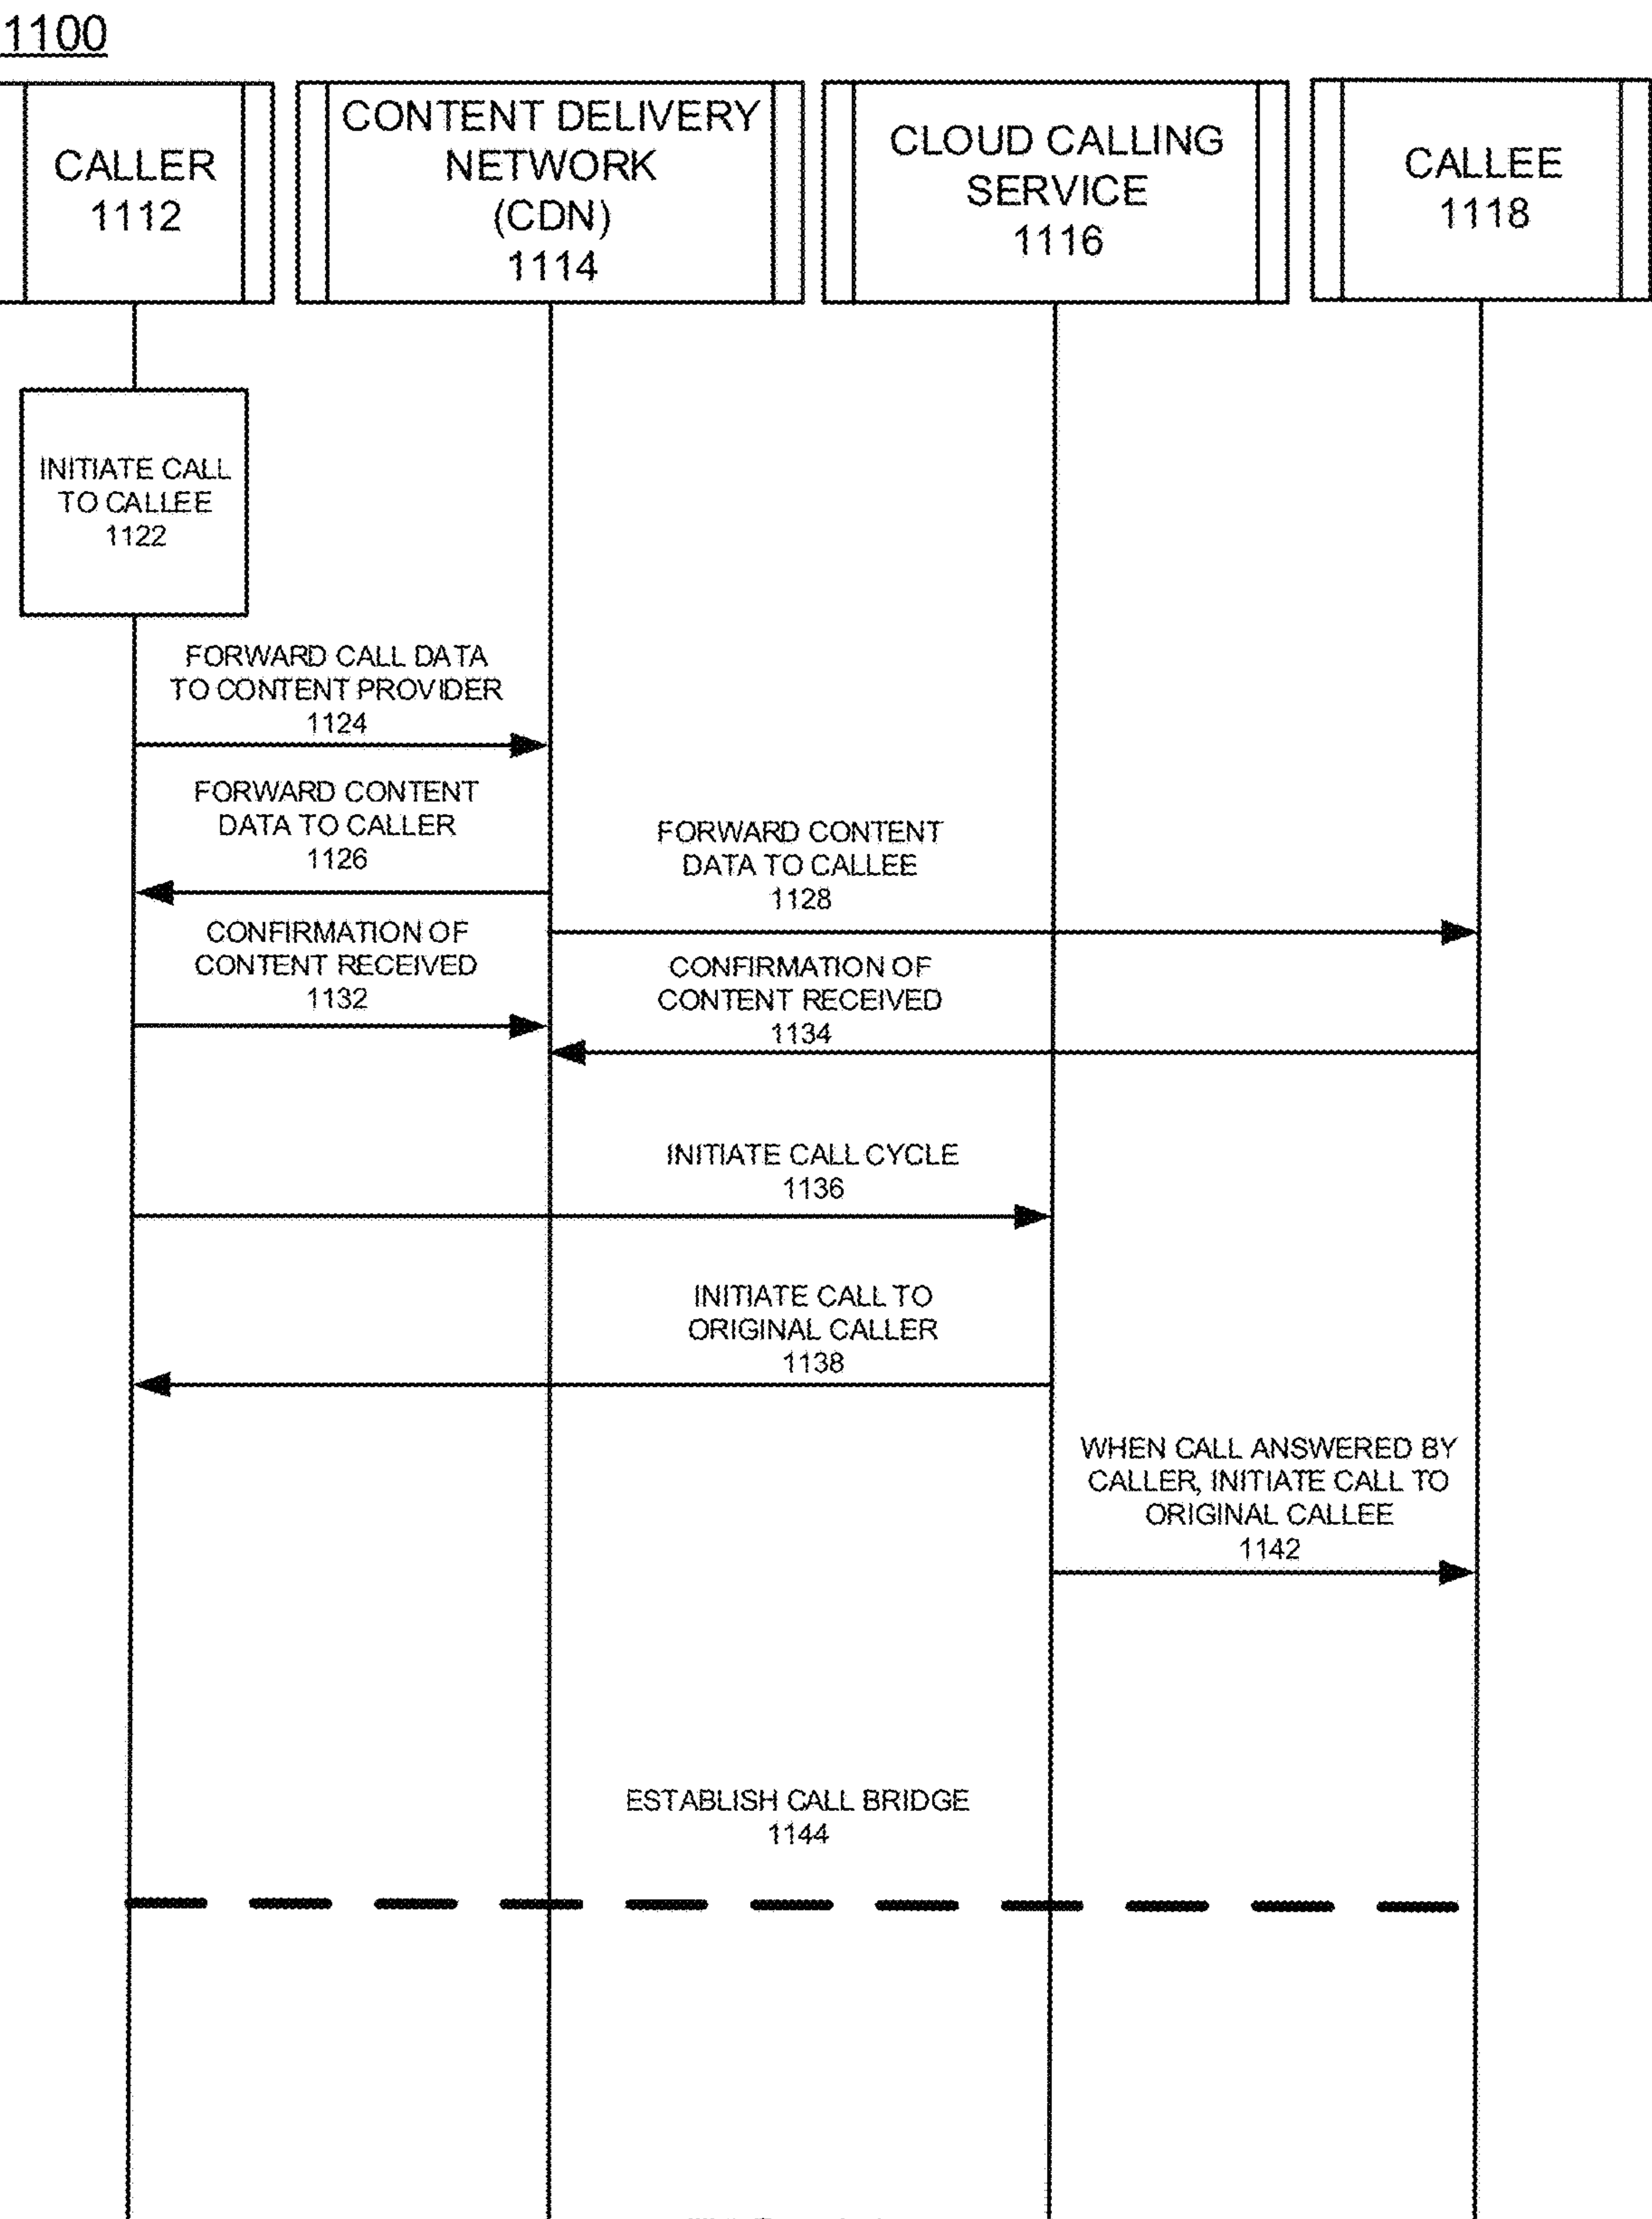 1100
CALLER
1112
CONTENT DELIVERY
NETWORK
(CDN)
1114
CLOUD CALLING
SERVICE
1116
CALLEE
1118
INITIATE CALL
TO CALLEE
1122
FORWARD CALL DATA
TO CONTENT PROVIDER
1124
FORWARD CONTENT
DATA TO CALLER
1126
FORWARD CONTENT
DATA TO CALLEE
1128
CONFIRMATION OF
CONTENT RECEIVED
1132
CONFIRMATION OF
CONTENT RECEIVED
1134
INITIATE CALL CYCLE
1136
INITIATE CALL TO
ORIGINAL CALLER
1138
WHEN CALL ANSWERED BY
CALLER, INITIATE CALL TO
ORIGINAL CALLEE
1142
ESTABLISH CALL BRIDGE
1144